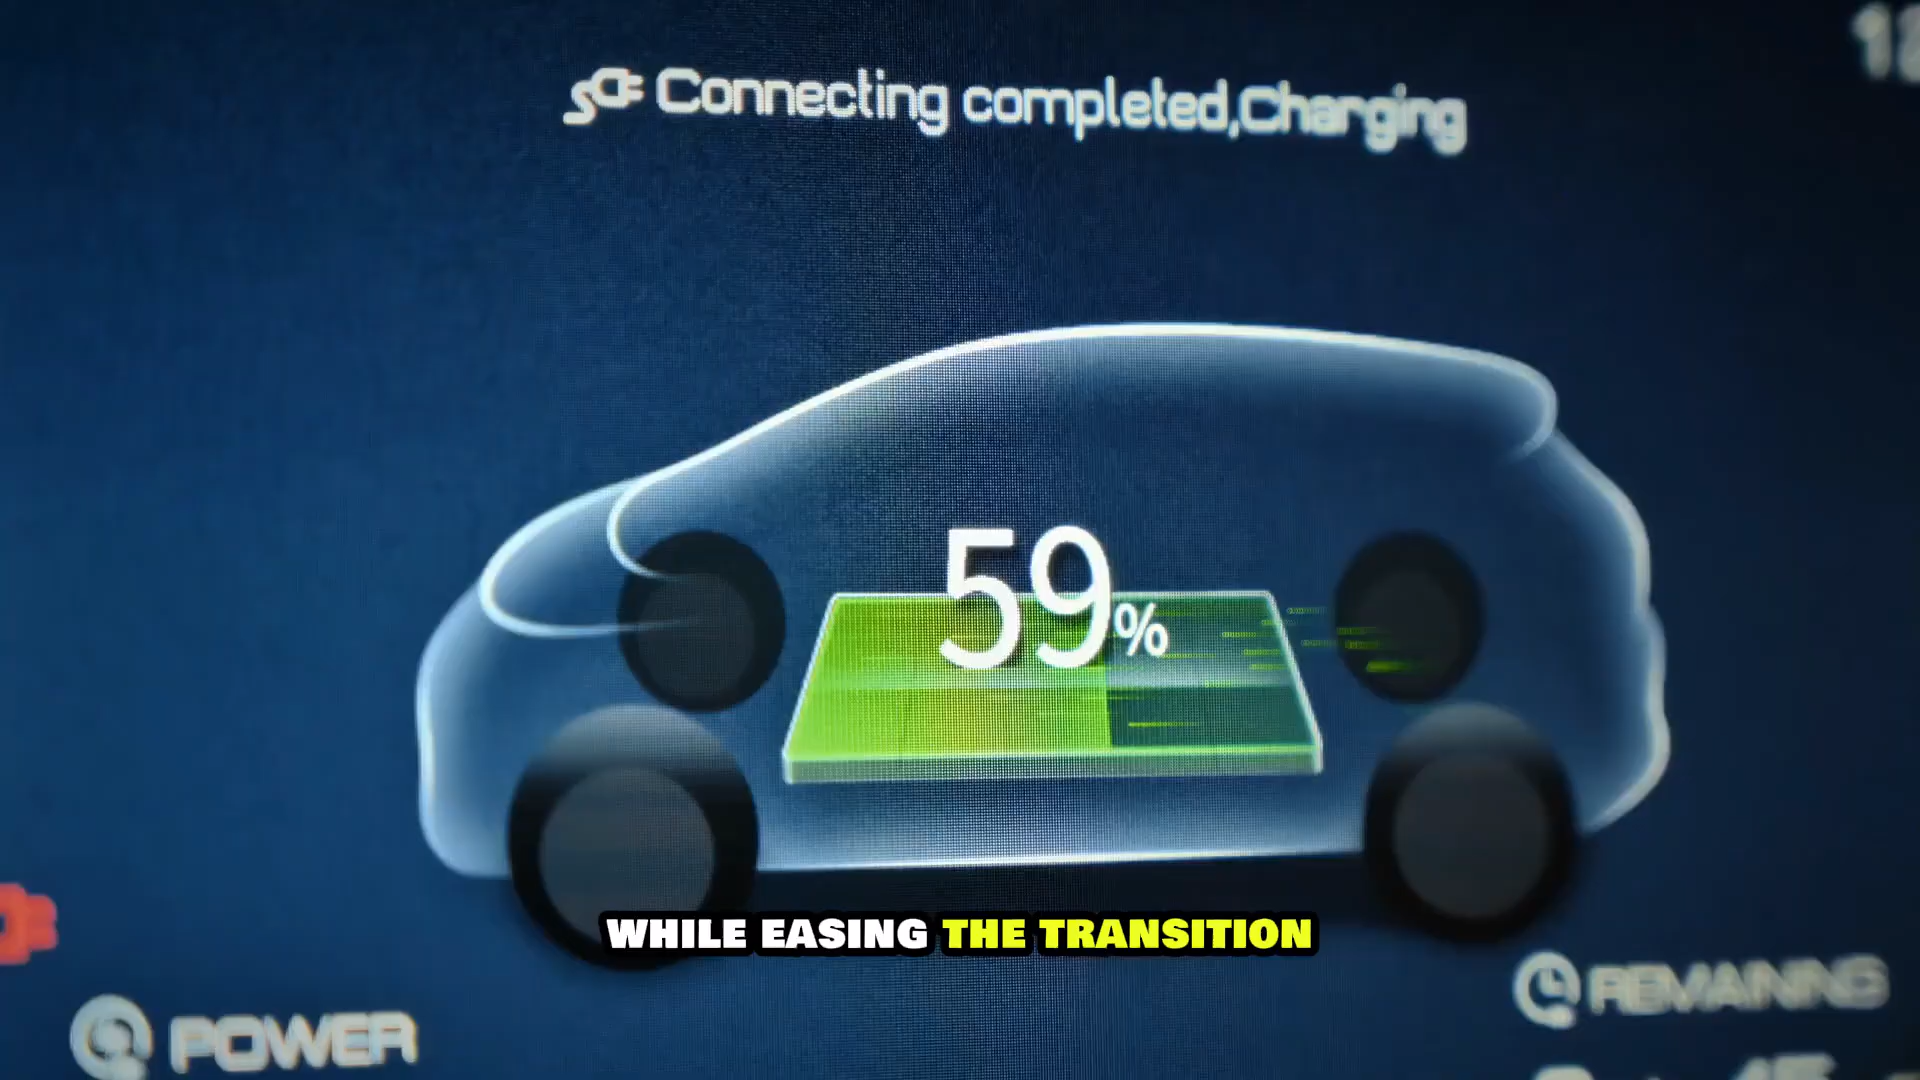 Connecting completed,Charging
59%
WHILE EASING THE TRANSITION
POWER
REMAINING